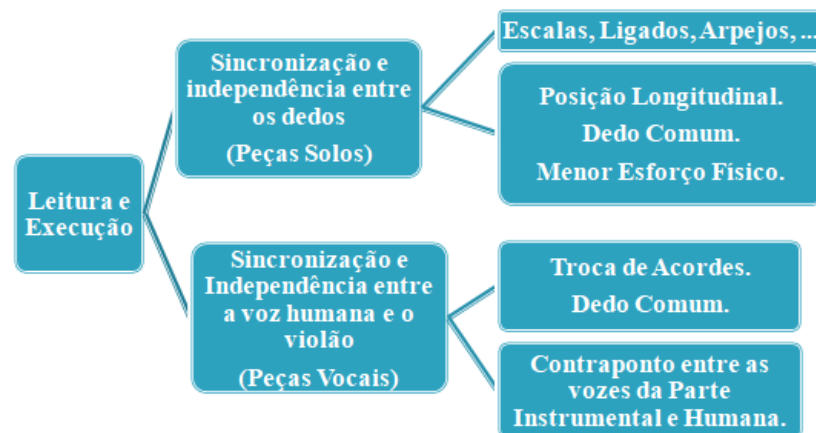 Leitura e
Execução
Sincronização e
independência entre
os dedos
(Peças Solos)
Escalas, Ligados, Arpejos, ...
Posição Longitudinal.
Dedo Comum.
Menor Esforço Físico.
Sincronização e
Independência entre
a voz humana e o
violão
(Peças Vocais)
Troca de Acordes.
Dedo Comum.
Contraponto entre as
vozes da Parte
Instrumental e Humana.